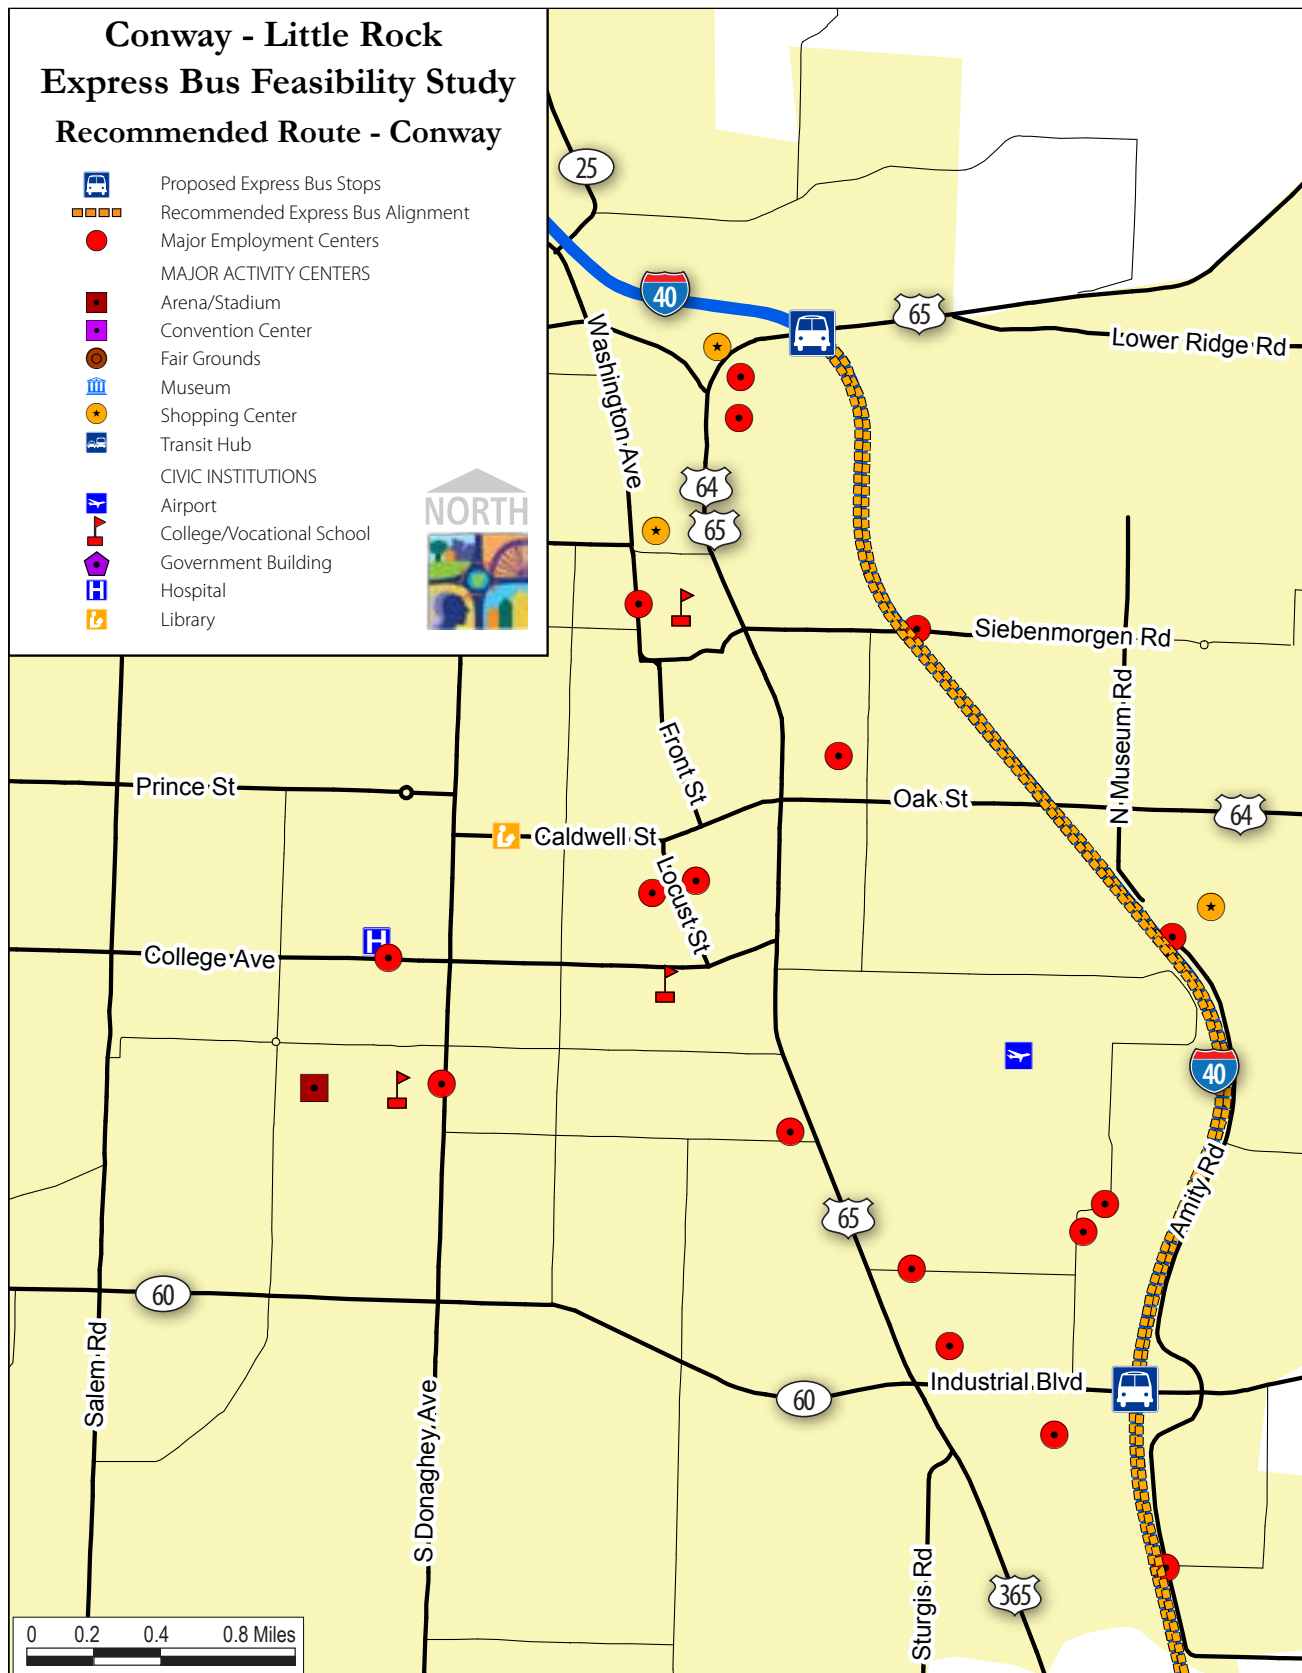 Conway - Little Rock
Express Bus Feasibility Study
Recommended Route - Conway
Proposed Express Bus Stops
Recommended Express Bus Alignment
Major Employment Centers
MAJOR ACTIVITY CENTERS
Arena/Stadium
Convention Center
Fair Grounds
Museum
Shopping Center
Transit Hub
CIVIC INSTITUTIONS
Airport
College/Vocational School
Government Building
Hospital
Library
NORTH
25
40
65
Lower Ridge Rd
Washington Ave
64
65
Siebenmorgen Rd
N Museum Rd
Front St
Prince St
Oak St
64
Caldwell St
Locust St
H
College Ave
40
Amity Rd
65
60
Salem Rd
Industrial Blvd
60
S Donaghey Ave
Sturgis Rd
365
0 0.2 0.4 0.8 Miles